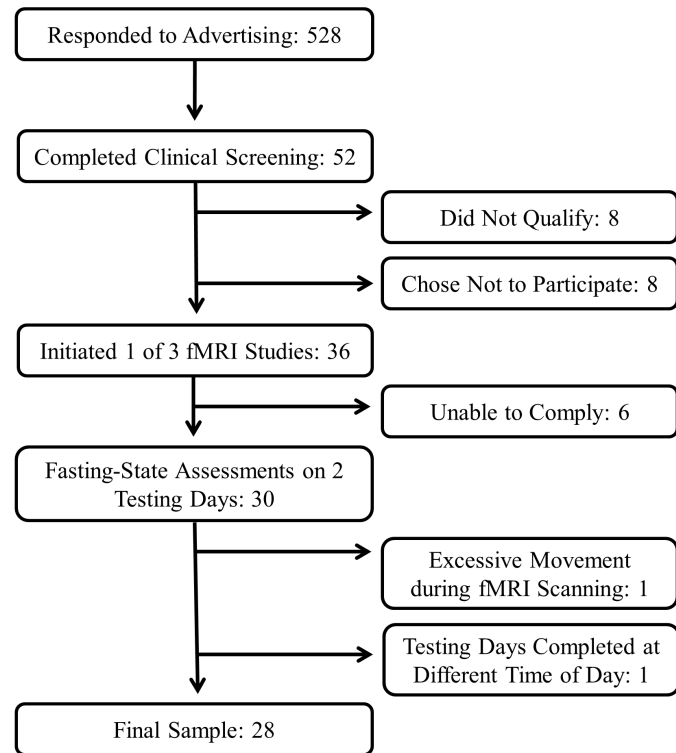 Responded to Advertising: 528
Completed Clinical Screening: 52
Did Not Qualify: 8
Chose Not to Participate: 8
Initiated 1 of 3 fMRI Studies: 36
Unable to Comply: 6
Fasting-State Assessments on 2
Testing Days: 30
Excessive Movement
during fMRI Scanning: 1
Testing Days Completed at
Different Time of Day: 1
Final Sample: 28